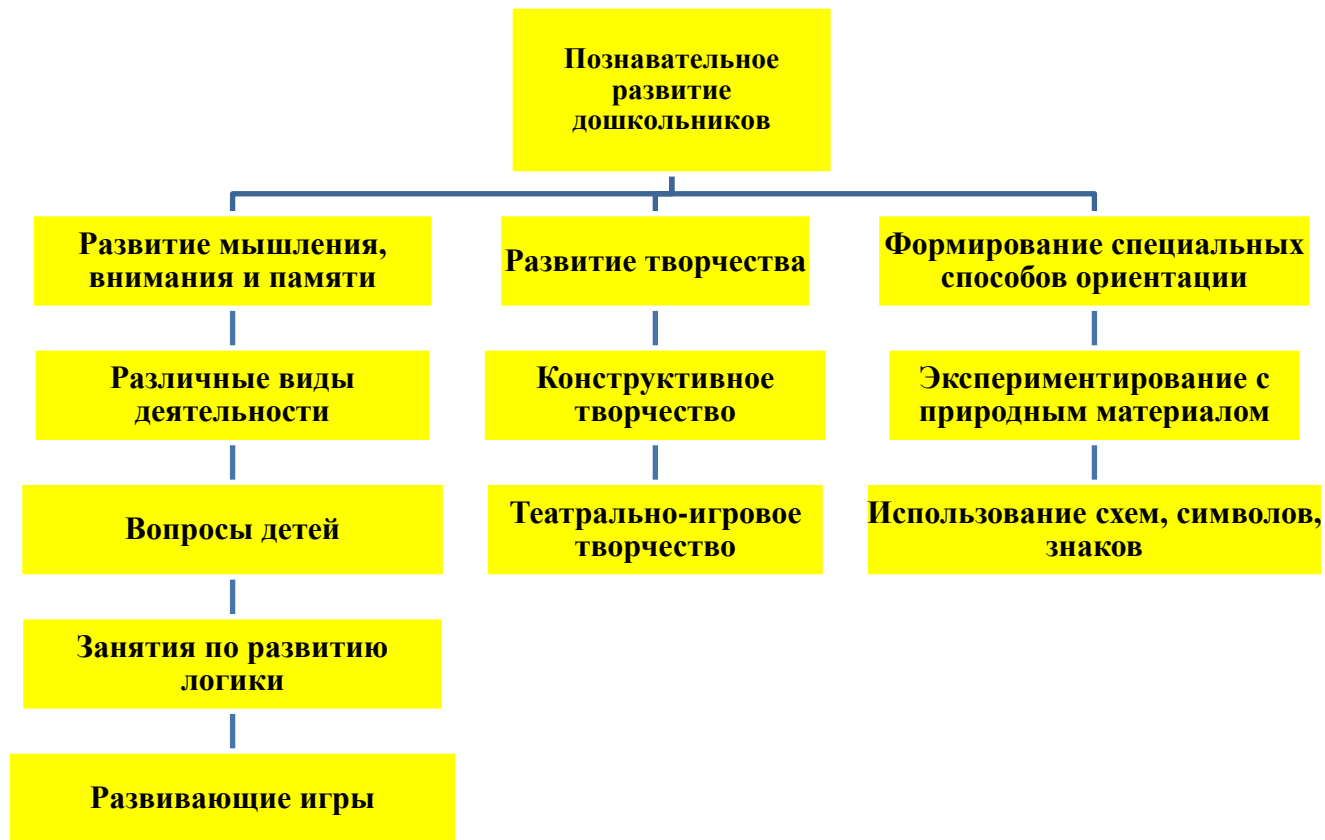 Познавательное
развитие
дошкольников
Развитие мышления,
внимания и памяти
Развитие творчества
Формирование специальных
способов ориентации
Различные виды
деятельности
Конструктивное
творчество
Экспериментирование с
природным материалом
Вопросы детей
Театрально-игровое
творчество
Использование схем, символов,
знаков
Занятия по развитию
логики
Развивающие игры